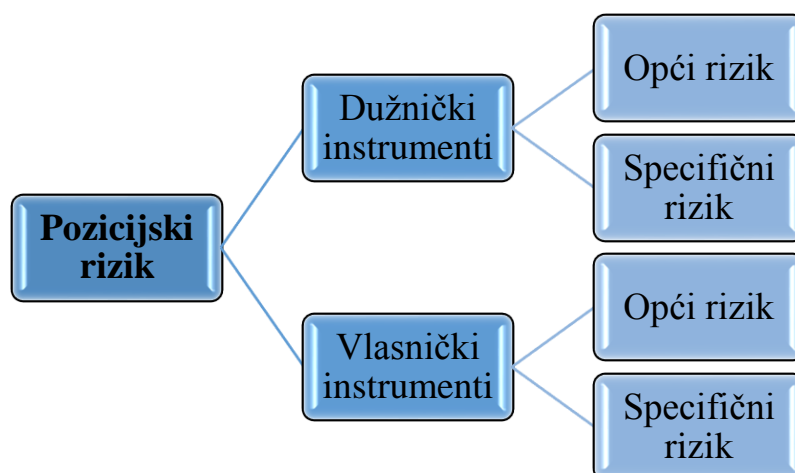 Pozicijski
rizik
Dužnički
instrumenti
Opći rizik
Specifični
rizik
Vlasnički
instrumenti
Opći rizik
Specifični
rizik